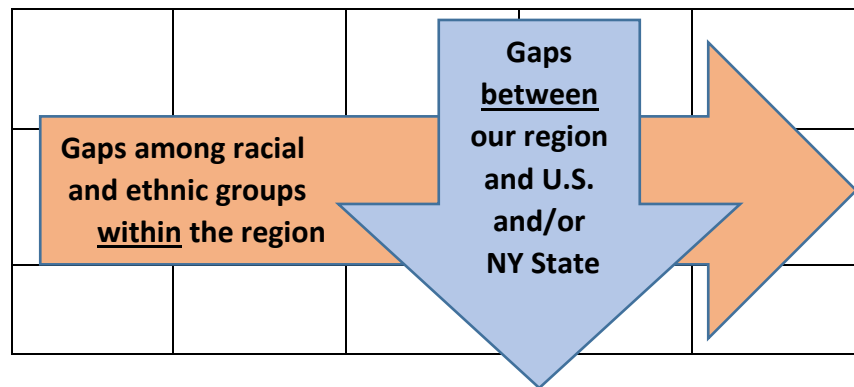 Gaps among racial
and ethnic groups
within the region
Gaps
between
our region
and U.S.
and/or
NY State